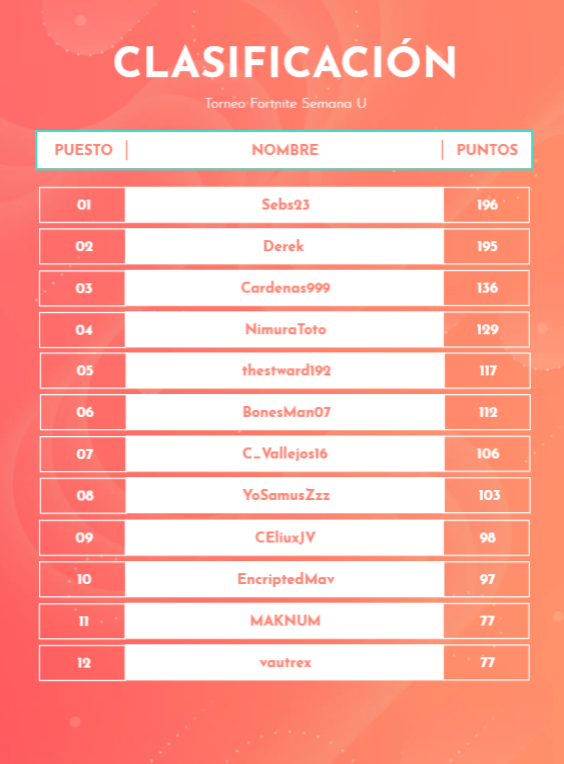 CLASIFICACIÓN
Torneo Fortnite Semana U
PUESTO | NOMBRE | PUNTOS
01 Sebs23 196
02 Derek 195
03 Cardenas999 136
04 NimuraToto 129
05 thestward192 117
06 BonesMan07 112
07 C_Vallejos16 106
08 YoSamusZzz 103
09 CEliuxJV 98
10 EncriptedMav 97
11 MAKNUM 77
12 vautrex 77